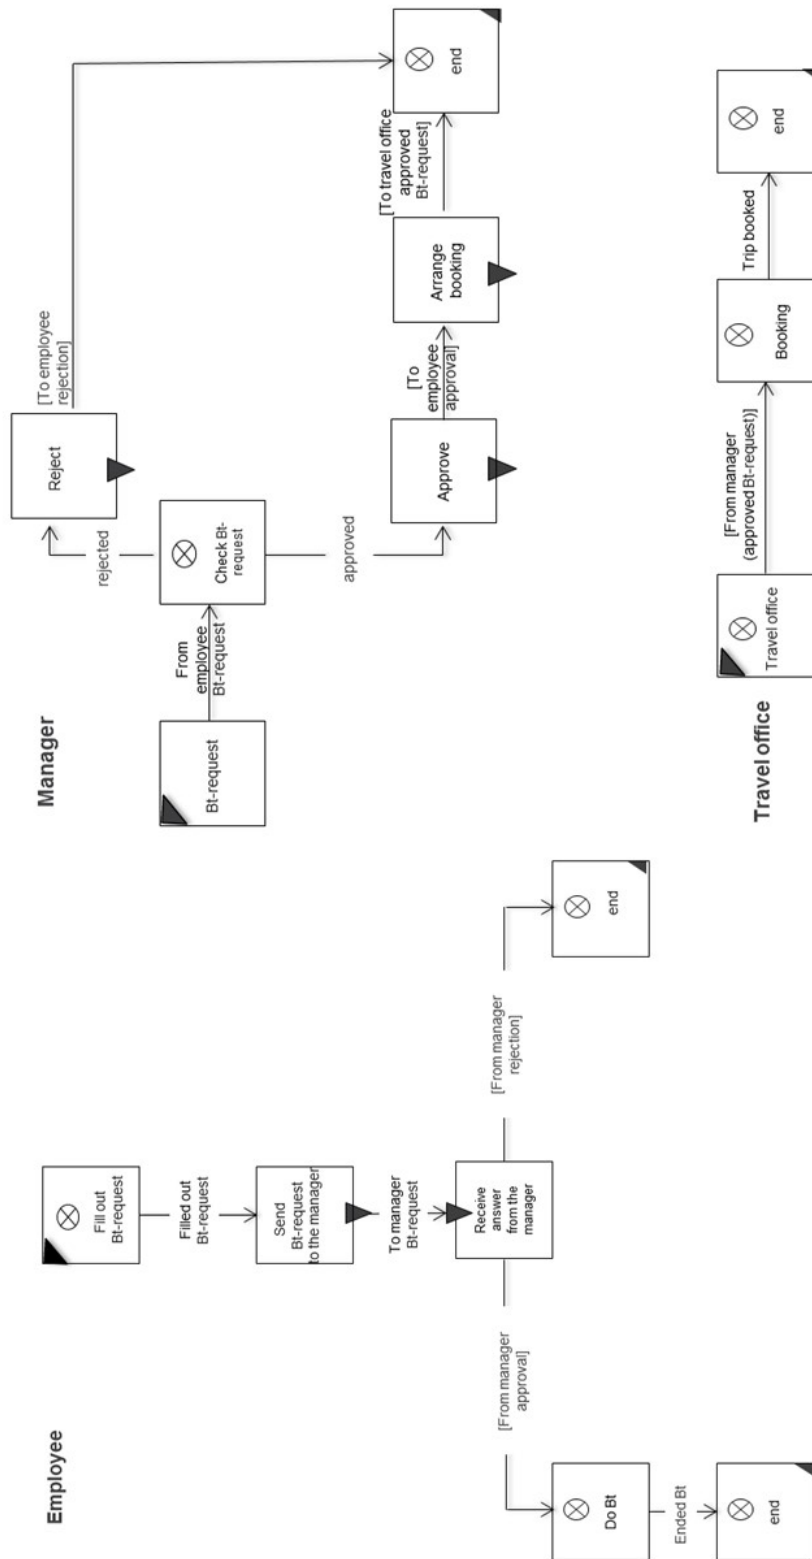 Employee
Fill out
Bt-request
Filled out
Bt-request
Send
Bt-request
to the manager
To manager
Bt-request
Receive
answer
from the
manager
[From manager
approval]
[From manager
rejection]
Do Bt
Ended Bt
end
end
Manager
Bt-request
From
employee
Bt-request
Check Bt-
request
rejected
approved
Reject
[To employee
rejection]
Approve
[To
employee
approval]
Arrange
booking
[To travel office
approved
Bt-request]
end
Travel office
Travel office
[From manager
(approved Bt-request)]
Booking
Trip booked
end